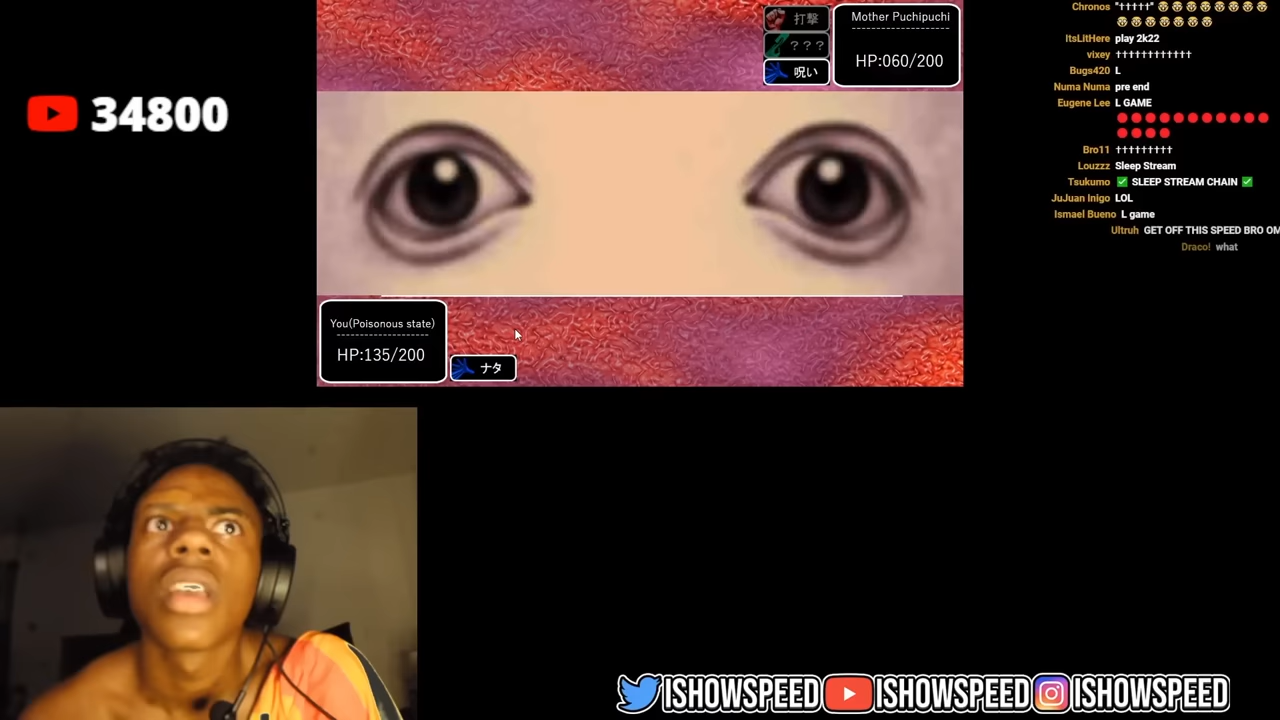 34800
打撃
???
呪い
Mother Puchipuchi
HP:060/200
You(Poisonous state)
HP:135/200
ナタ
Chronos "†††††"
ItsLitHere play 2k22
vixey ††††††††††††
Bugs420 L
Numa Numa pre end
Eugene Lee L GAME
Bro11 †††††††††
Louzzz Sleep Stream
Tsukumo ✅ SLEEP STREAM CHAIN ✅
JuJuan Inigo LOL
Ismael Bueno L game
Ultruh GET OFF THIS SPEED BRO
Draco! what
ISHOWSPEED ISHOWSPEED ISHOWSPEED